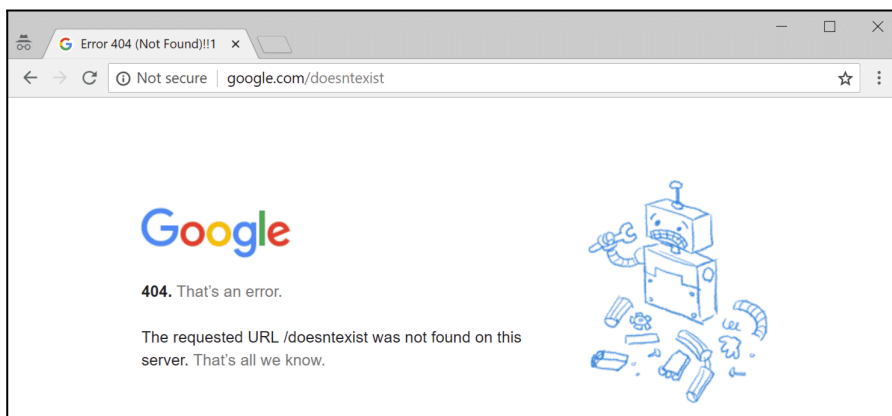 Error 404 (Not Found)!!1
Not secure google.com/doesntexist
Google
404. That's an error.
The requested URL /doesntexist was not found on this
server. That's all we know.